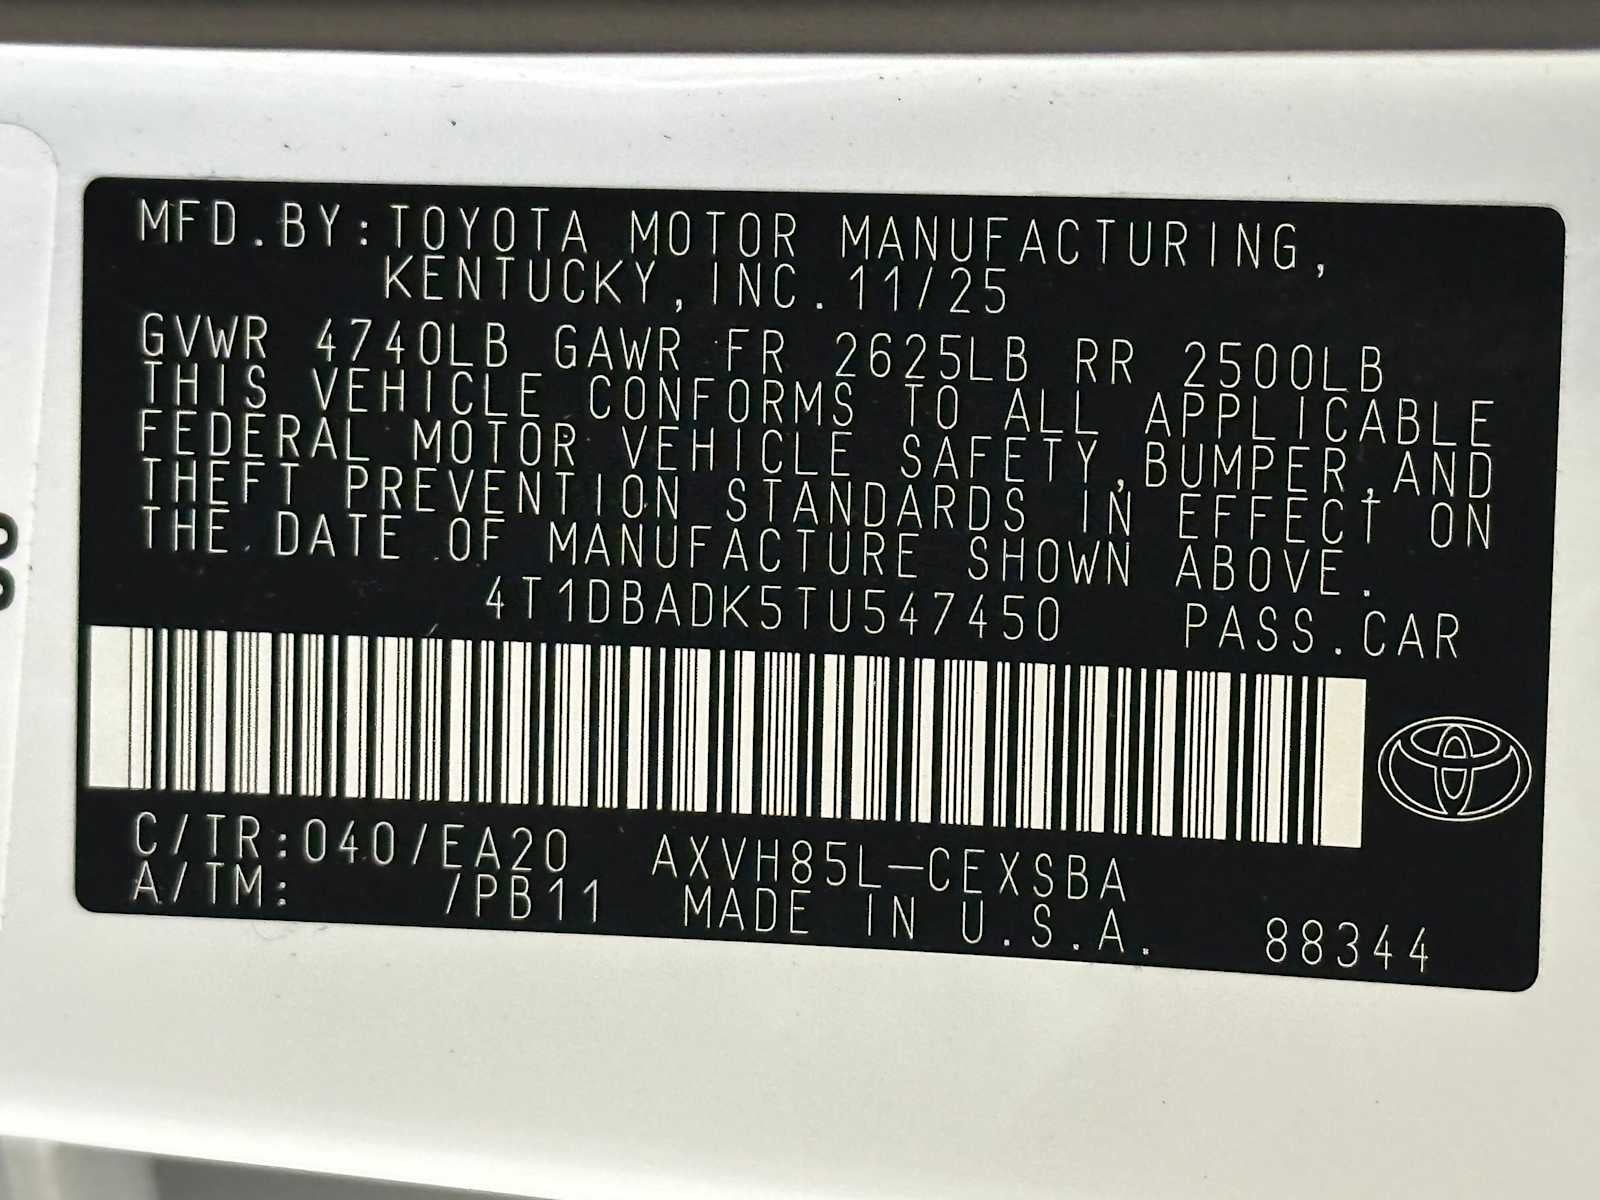 MFD.BY:TOYOTA MOTOR MANUFACTURING,
KENTUCKY,INC.11/25
GVWR 4740LB GAWR FR 2625LB RR 2500LB
THIS VEHICLE CONFORMS TO ALL APPLICABLE
FEDERAL MOTOR VEHICLE SAFETY,BUMPER,AND
THEFT PREVENTION STANDARDS IN EFFECT ON
THE DATE OF MANUFACTURE SHOWN ABOVE.
4T1DBADK5TU547450 PASS.CAR
C/TR:040/EA20 AXVH85L-CEXSBA
A/TM: /PB11 MADE IN U.S.A. 88344